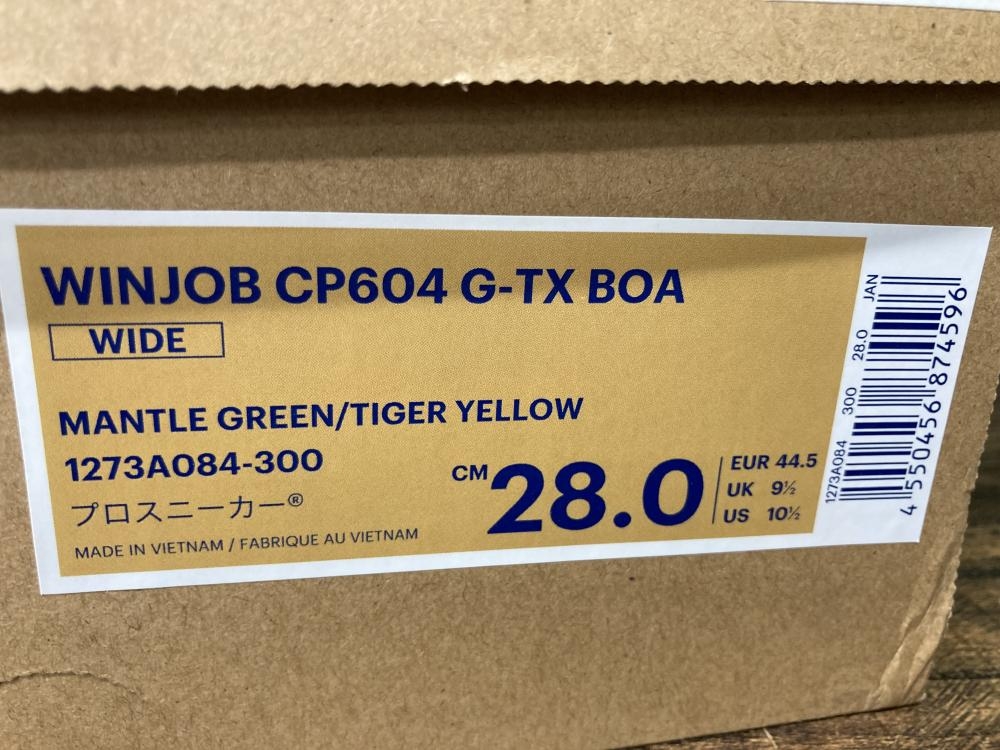 WINJOB CP604 G-TX BOA
WIDE
MANTLE GREEN/TIGER YELLOW
1273A084-300
プロスニーカー®
MADE IN VIETNAM / FABRIQUE AU VIETNAM
CM 28.0
EUR 44.5
UK 9½
US 10½
1273A084 300 28.0 JAN
4 550456 874596